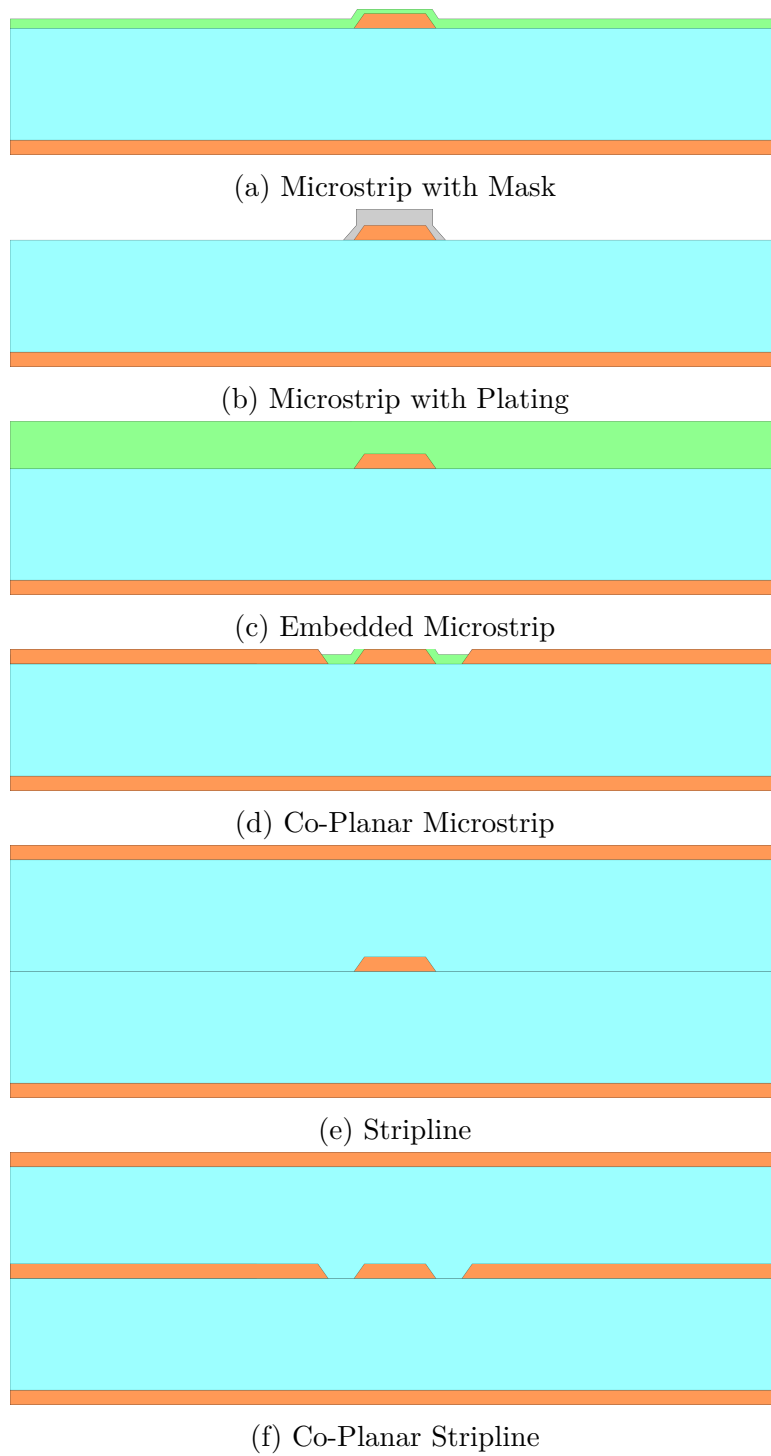 (a) Microstrip with Mask
(b) Microstrip with Plating
(c) Embedded Microstrip
(d) Co-Planar Microstrip
(e) Stripline
(f) Co-Planar Stripline